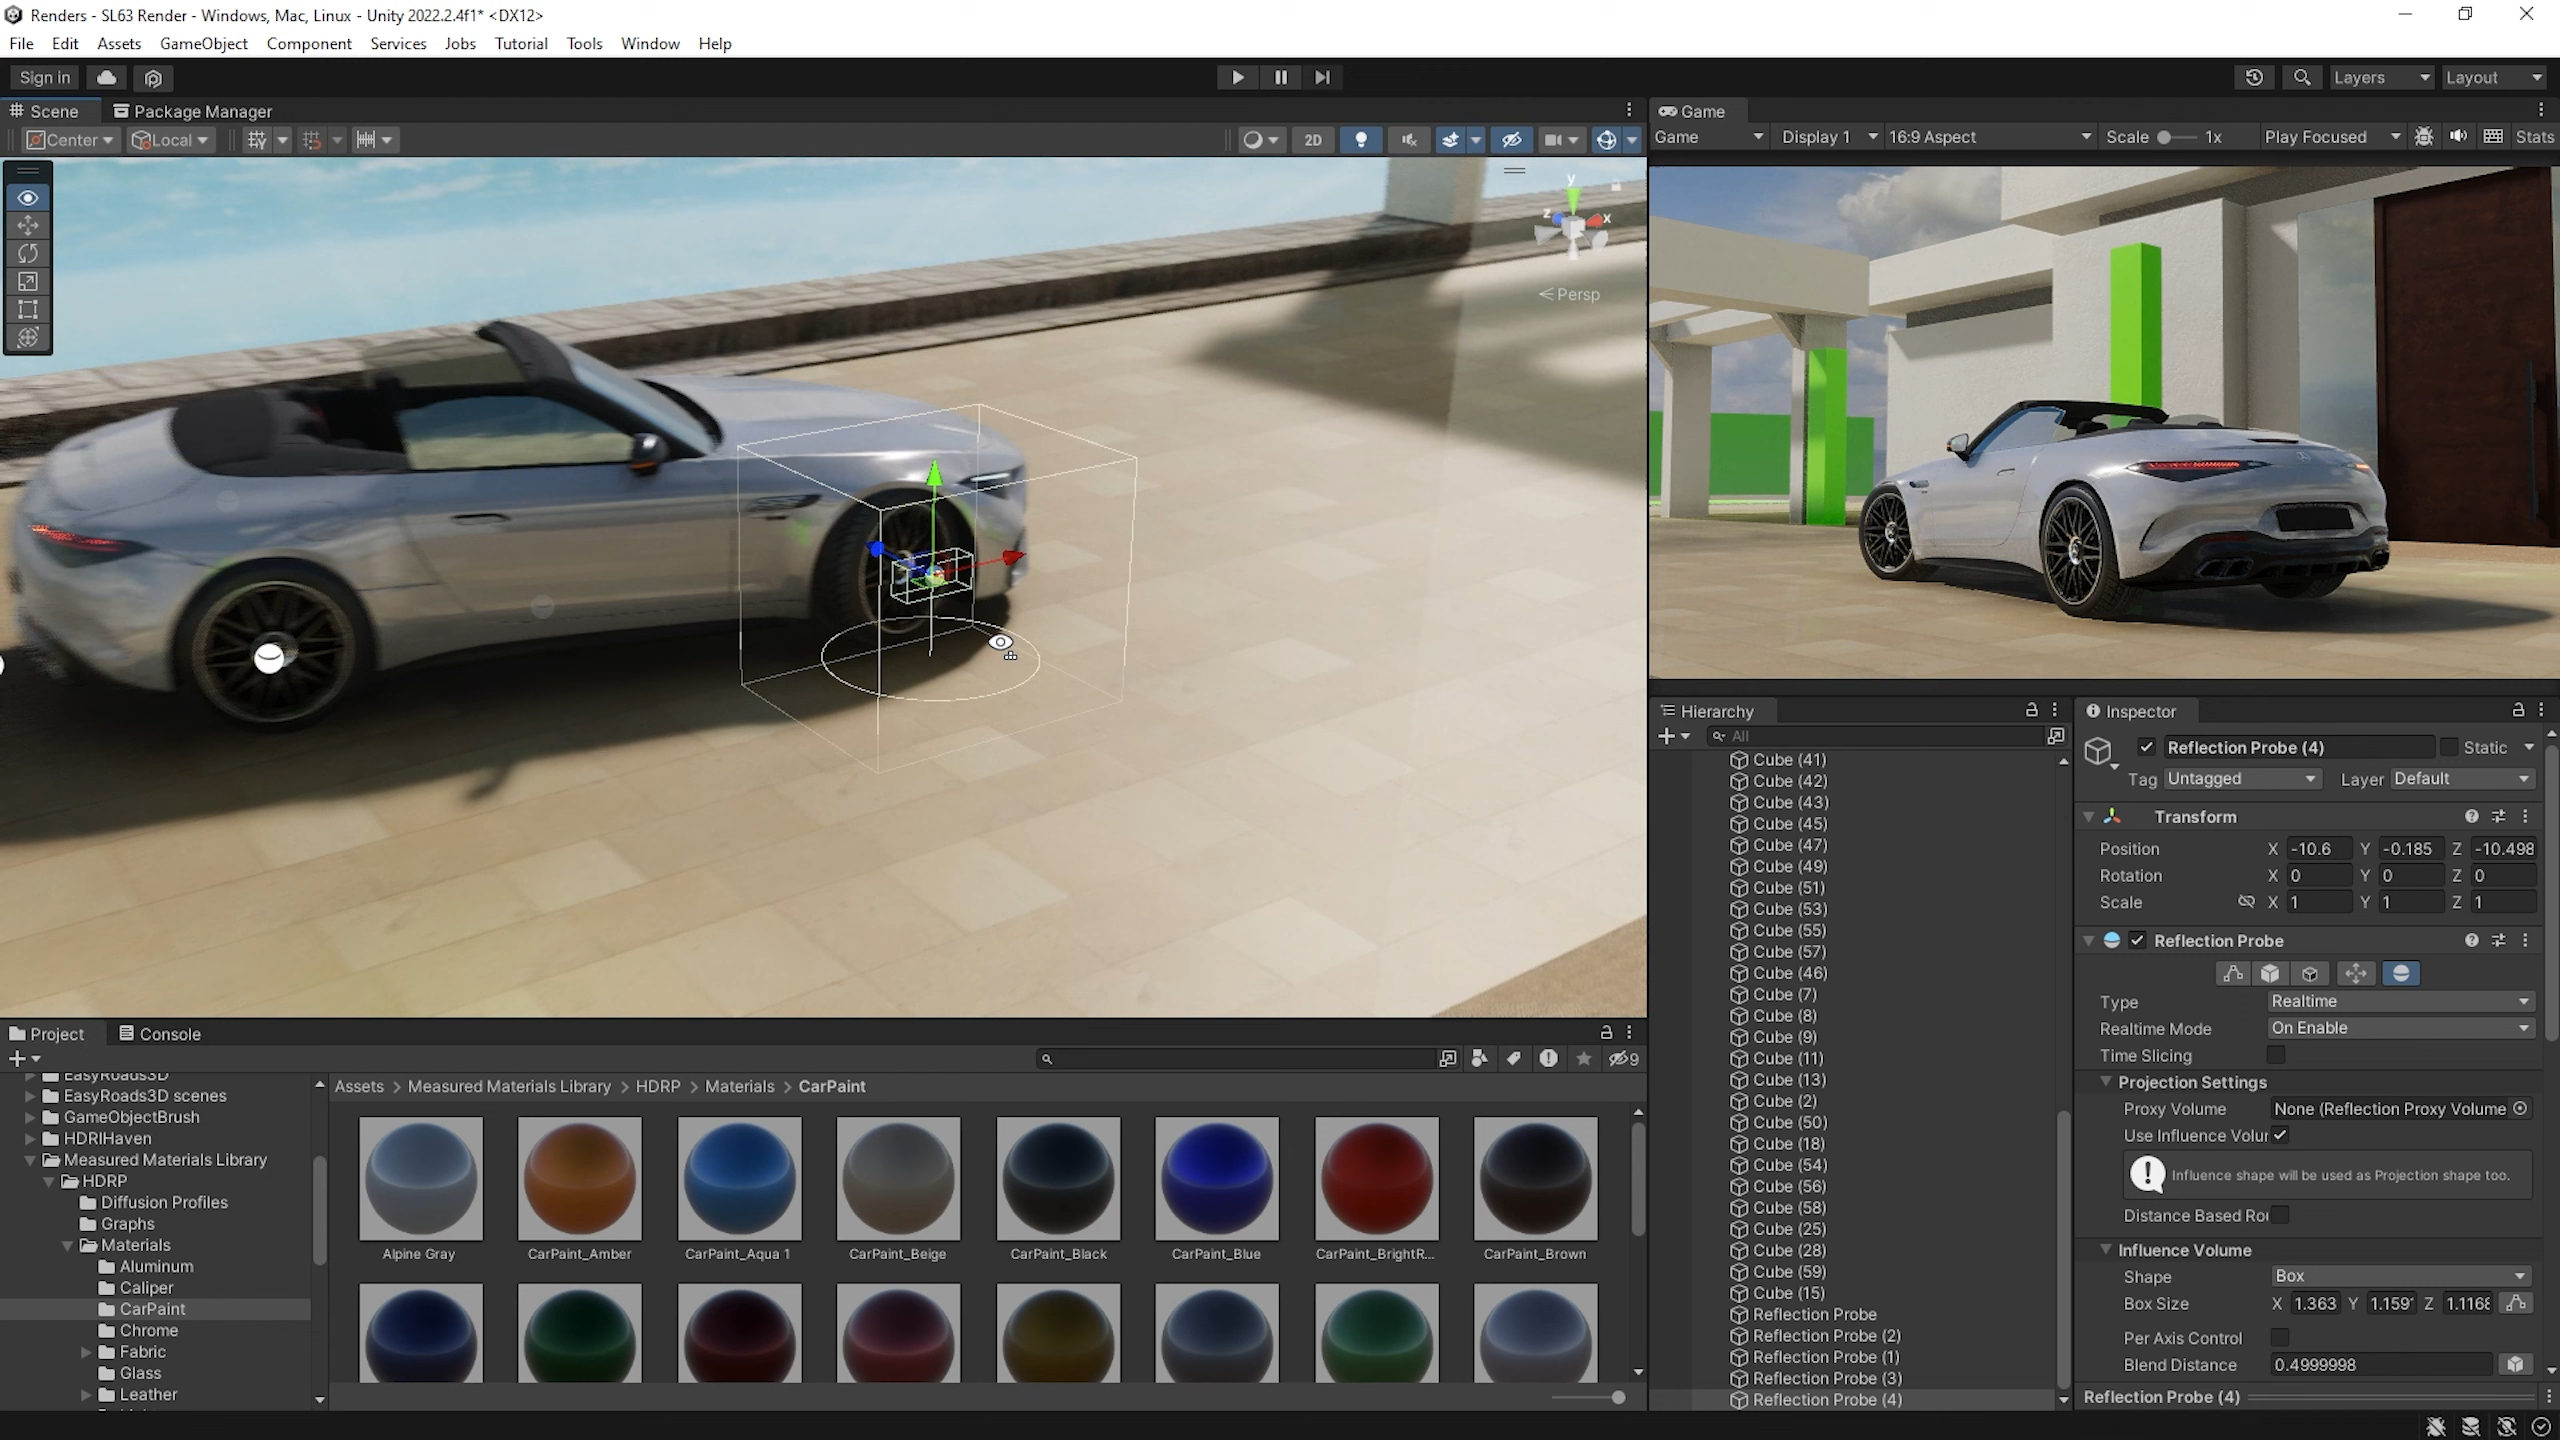 Renders - SL63 Render - Windows, Mac, Linux - Unity 2022.2.4f1* <DX12>
File Edit Assets GameObject Component Services Jobs Tutorial Tools Window Help
Sign in
Layers Layout
Scene Package Manager
Center Local 2D
y
z x
Persp
Game
Game Display 1 16:9 Aspect Scale 1x Play Focused Stats
Hierarchy
All
Cube (41)
Cube (42)
Cube (43)
Cube (45)
Cube (47)
Cube (49)
Cube (51)
Cube (53)
Cube (55)
Cube (57)
Cube (46)
Cube (7)
Cube (8)
Cube (9)
Cube (11)
Cube (13)
Cube (2)
Cube (50)
Cube (18)
Cube (54)
Cube (56)
Cube (58)
Cube (25)
Cube (28)
Cube (59)
Cube (15)
Reflection Probe
Reflection Probe (2)
Reflection Probe (1)
Reflection Probe (3)
Reflection Probe (4)
Inspector
Reflection Probe (4) Static
Tag Untagged Layer Default
Transform
Position X -10.6 Y -0.185 Z -10.498
Rotation X 0 Y 0 Z 0
Scale X 1 Y 1 Z 1
Reflection Probe
Type Realtime
Realtime Mode On Enable
Time Slicing
Projection Settings
Proxy Volume None (Reflection Proxy Volume
Use Influence Volur
Influence shape will be used as Projection shape too.
Distance Based Ro
Influence Volume
Shape Box
Box Size X 1.363 Y 1.159 Z 1.1168
Per Axis Control
Blend Distance 0.4999998
Reflection Probe (4)
Project Console
9
EasyRoads3D
EasyRoads3D scenes
GameObjectBrush
HDRIHaven
Measured Materials Library
HDRP
Diffusion Profiles
Graphs
Materials
Aluminum
Caliper
CarPaint
Chrome
Fabric
Glass
Leather
Assets > Measured Materials Library > HDRP > Materials > CarPaint
Alpine Gray CarPaint_Amber CarPaint_Aqua 1 CarPaint_Beige CarPaint_Black CarPaint_Blue CarPaint_BrightR... CarPaint_Brown